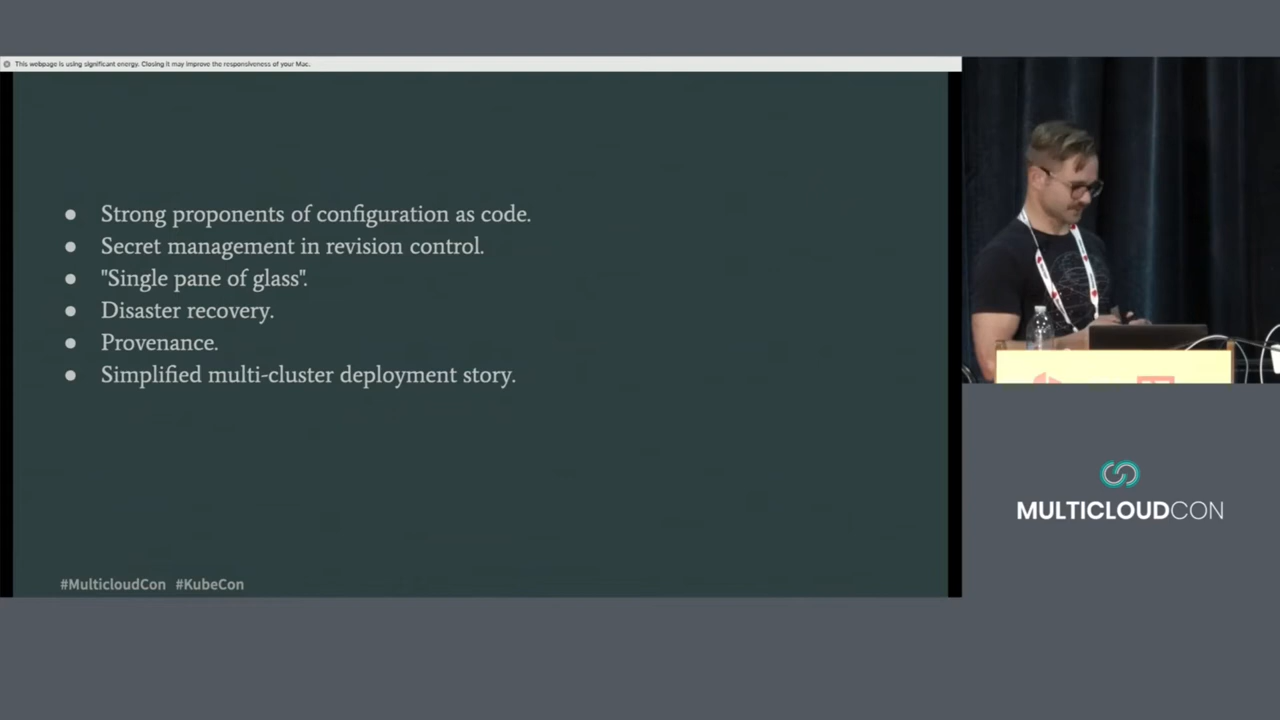 This webpage is using significant energy. Closing it may improve the responsiveness of your Mac.
● Strong proponents of configuration as code.
● Secret management in revision control.
● "Single pane of glass".
● Disaster recovery.
● Provenance.
● Simplified multi-cluster deployment story.
#MulticloudCon #KubeCon
MULTICLOUDCON